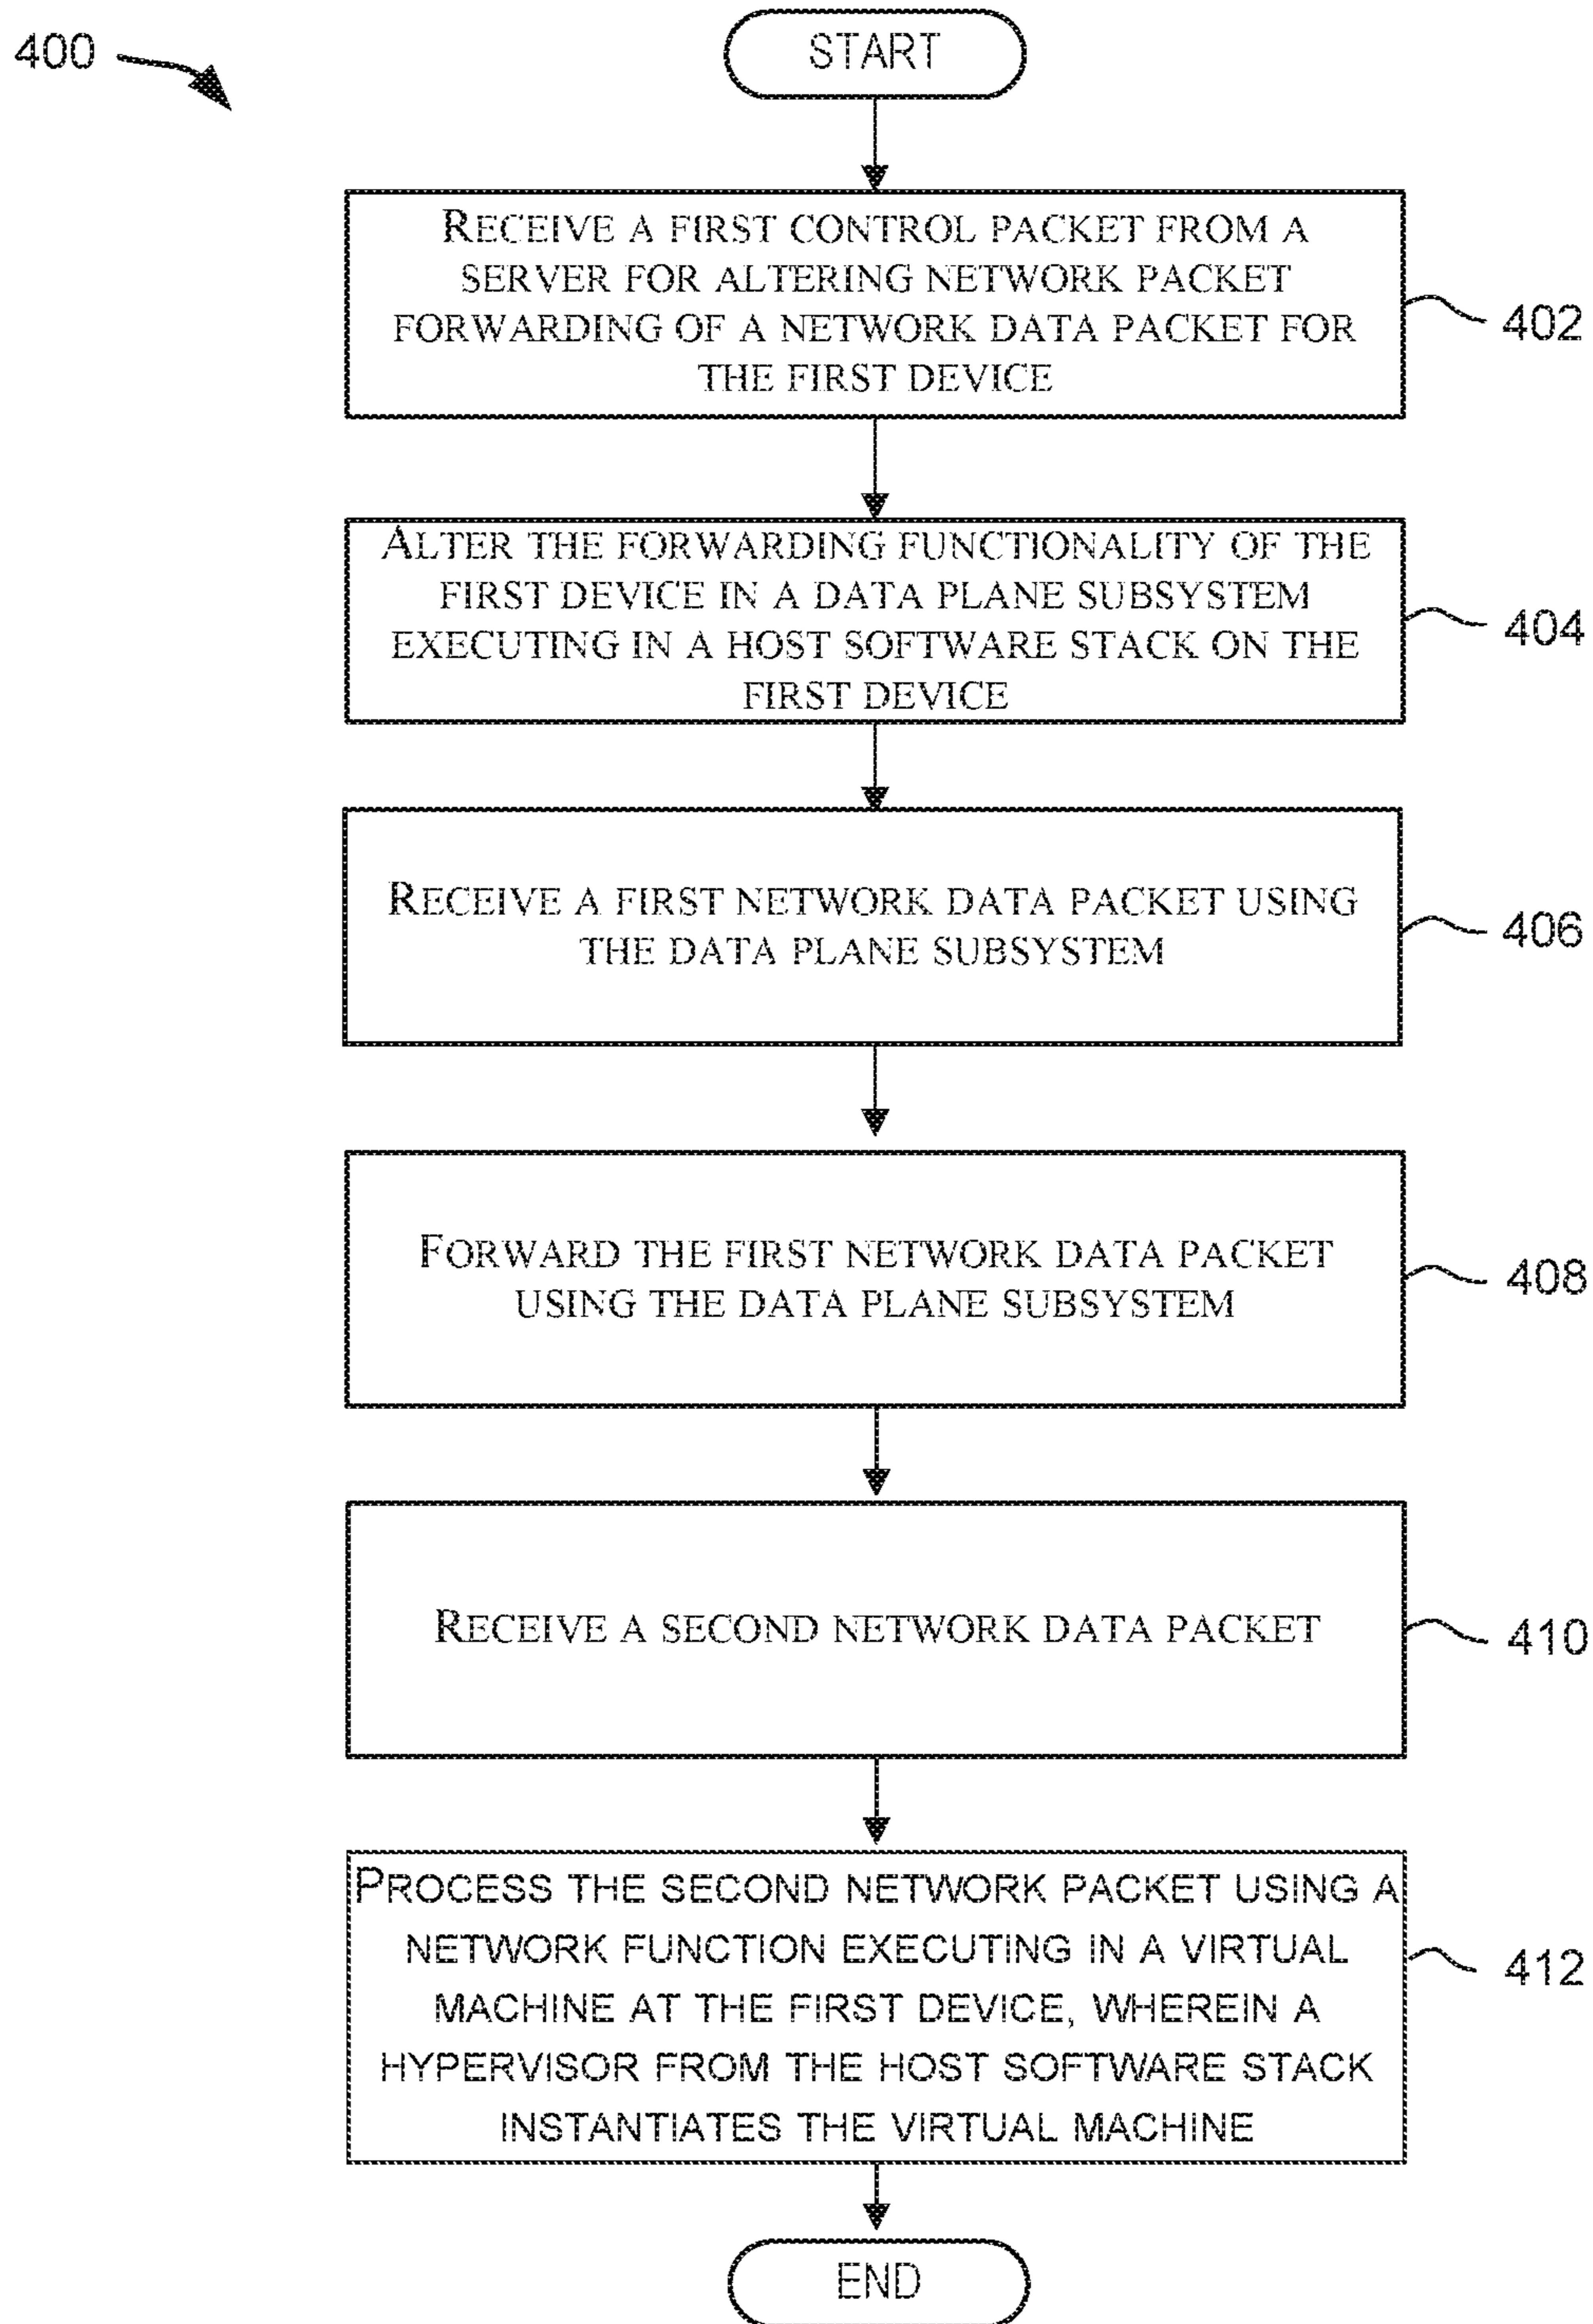 400
START
RECEIVE A FIRST CONTROL PACKET FROM A
SERVER FOR ALTERING NETWORK PACKET
FORWARDING OF A NETWORK DATA PACKET FOR
THE FIRST DEVICE
402
ALTER THE FORWARDING FUNCTIONALITY OF THE
FIRST DEVICE IN A DATA PLANE SUBSYSTEM
EXECUTING IN A HOST SOFTWARE STACK ON THE
FIRST DEVICE
404
RECEIVE A FIRST NETWORK DATA PACKET USING
THE DATA PLANE SUBSYSTEM
406
FORWARD THE FIRST NETWORK DATA PACKET
USING THE DATA PLANE SUBSYSTEM
408
RECEIVE A SECOND NETWORK DATA PACKET
410
PROCESS THE SECOND NETWORK PACKET USING A
NETWORK FUNCTION EXECUTING IN A VIRTUAL
MACHINE AT THE FIRST DEVICE, WHEREIN A
HYPERVISOR FROM THE HOST SOFTWARE STACK
INSTANTIATES THE VIRTUAL MACHINE
412
END